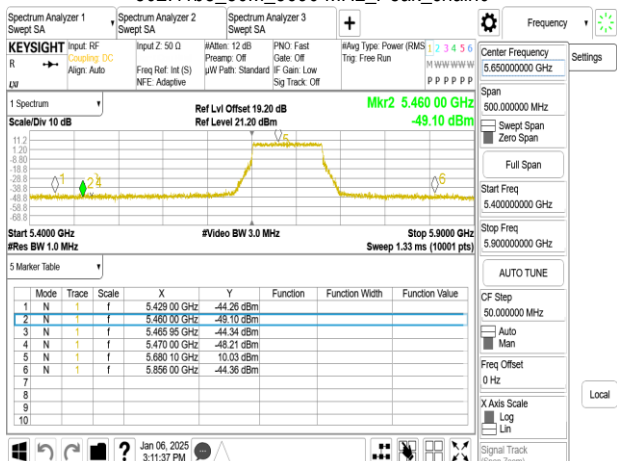 Spectrum Analyzer 1
Swept SA
Spectrum Analyzer 2
Swept SA
Spectrum Analyzer 3
Swept SA
+
Frequency
Settings
KEYSIGHT
R
LXI
Input: RF
Coupling: DC
Align: Auto
Input Z: 50 Ω
Freq Ref: Int (S)
NFE: Adaptive
#Atten: 12 dB
Preamp: Off
µW Path: Standard
PNO: Fast
Gate: Off
IF Gain: Low
Sig Track: Off
#Avg Type: Power (RMS
Trig: Free Run
1 2 3 4 5 6
M W W W W W
P P P P P P
1 Spectrum
Scale/Div 10 dB
Ref Lvl Offset 19.20 dB
Ref Level 21.20 dBm
Mkr2 5.460 00 GHz
-49.10 dBm
11.2
1.20
-8.80
-18.8
-28.8
-38.8
-48.8
-58.8
-68.8
1
2
4
5
6
Start 5.4000 GHz
#Res BW 1.0 MHz
#Video BW 3.0 MHz
Stop 5.9000 GHz
Sweep 1.33 ms (10001 pts)
5 Marker Table
Mode Trace Scale X Y Function Function Width Function Value
1 N 1 f 5.429 00 GHz -44.26 dBm
2 N 1 f 5.460 00 GHz -49.10 dBm
3 N 1 f 5.465 95 GHz -44.34 dBm
4 N 1 f 5.470 00 GHz -48.21 dBm
5 N 1 f 5.680 10 GHz 10.03 dBm
6 N 1 f 5.856 00 GHz -44.36 dBm
7
8
9
10
Center Frequency
5.650000000 GHz
Span
500.000000 MHz
Swept Span
Zero Span
Full Span
Start Freq
5.400000000 GHz
Stop Freq
5.900000000 GHz
AUTO TUNE
CF Step
50.000000 MHz
Auto
Man
Freq Offset
0 Hz
X Axis Scale
Log
Lin
Signal Track
Local
?
Jan 06, 2025
3:11:37 PM